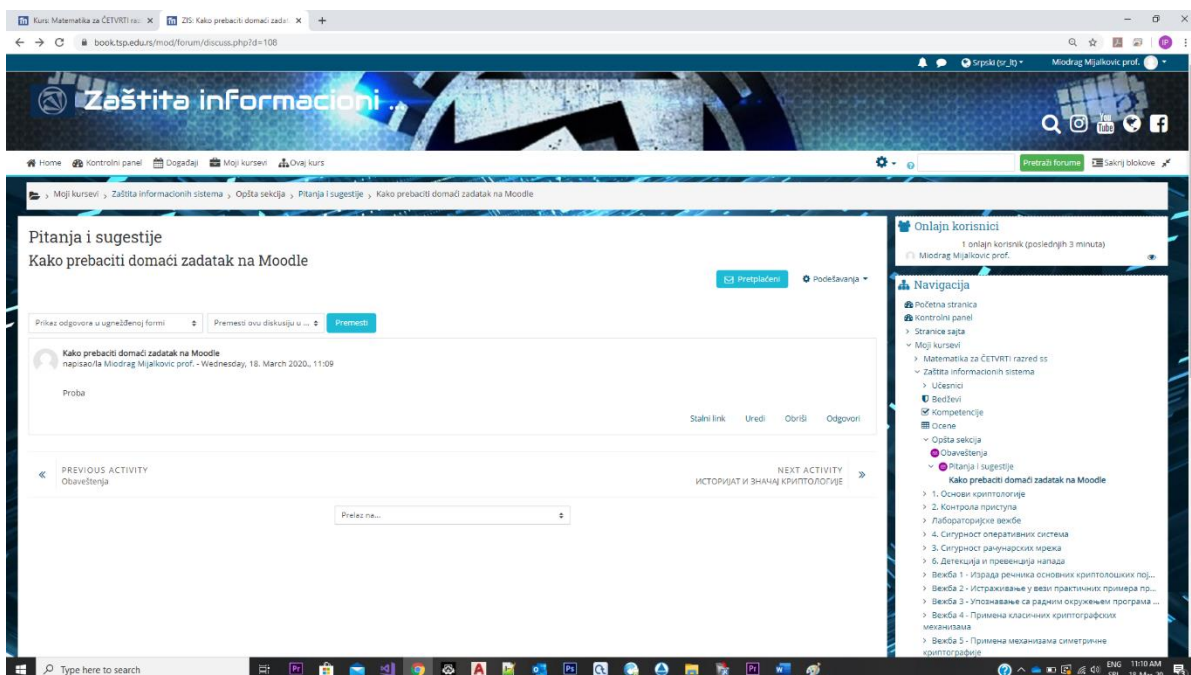 Kurs: Matematika za ČETVRTI raz
ZIS: Kako prebaciti domaći zadat
book.tsp.edu.rs/mod/forum/discuss.php?d=108
Srpski (sr_lt)
Miodrag Mijalkovic prof.
Zaštita informacioni ...
You
Tube
Home Kontrolni panel Događaji Moji kursevi Ovaj kurs
Pretraži forume Sakrij blokove
Moji kursevi > Zaštita informacionih sistema > Opšta sekcija > Pitanja i sugestije > Kako prebaciti domaći zadatak na Moodle
Pitanja i sugestije
Kako prebaciti domaći zadatak na Moodle
Pretplaćeni Podešavanja
Prikaz odgovora u ugnežđenoj formi Premesti ovu diskusiju u ... Premesti
Kako prebaciti domaći zadatak na Moodle
napisao/la Miodrag Mijalkovic prof. - Wednesday, 18. March 2020., 11:09
Proba
Stalni link Uredi Obriši Odgovori
PREVIOUS ACTIVITY
Obaveštenja
NEXT ACTIVITY
ИСТОРИЈАТ И ЗНАЧАЈ КРИПТОЛОГИЈЕ
Prelaz na...
Onlajn korisnici
1 onlajn korisnik (poslednjih 3 minuta)
Miodrag Mijalkovic prof.
Navigacija
Početna stranica
Kontrolni panel
Stranice sajta
Moji kursevi
Matematika za ČETVRTI razred ss
Zaštita informacionih sistema
Učesnici
Bedževi
Kompetencije
Ocene
Opšta sekcija
Obaveštenja
Pitanja i sugestije
Kako prebaciti domaći zadatak na Moodle
1. Основи криптологије
2. Контрола приступа
Лабораторијске вежбе
4. Сигурност оперативних система
3. Сигурност рачунарских мрежа
6. Детекција и превенција напада
Вежба 1 - Израда речника основних криптолошких пој...
Вежба 2 - Истраживање у вези практичних примера пр...
Вежба 3 - Упознавање са радним окружењем програма ...
Вежба 4 - Примена класичних криптографских
механизама
Вежба 5 - Примена механизама симетричне
криптографије
Type here to search
ENG 11:10 AM
18-Mar-20